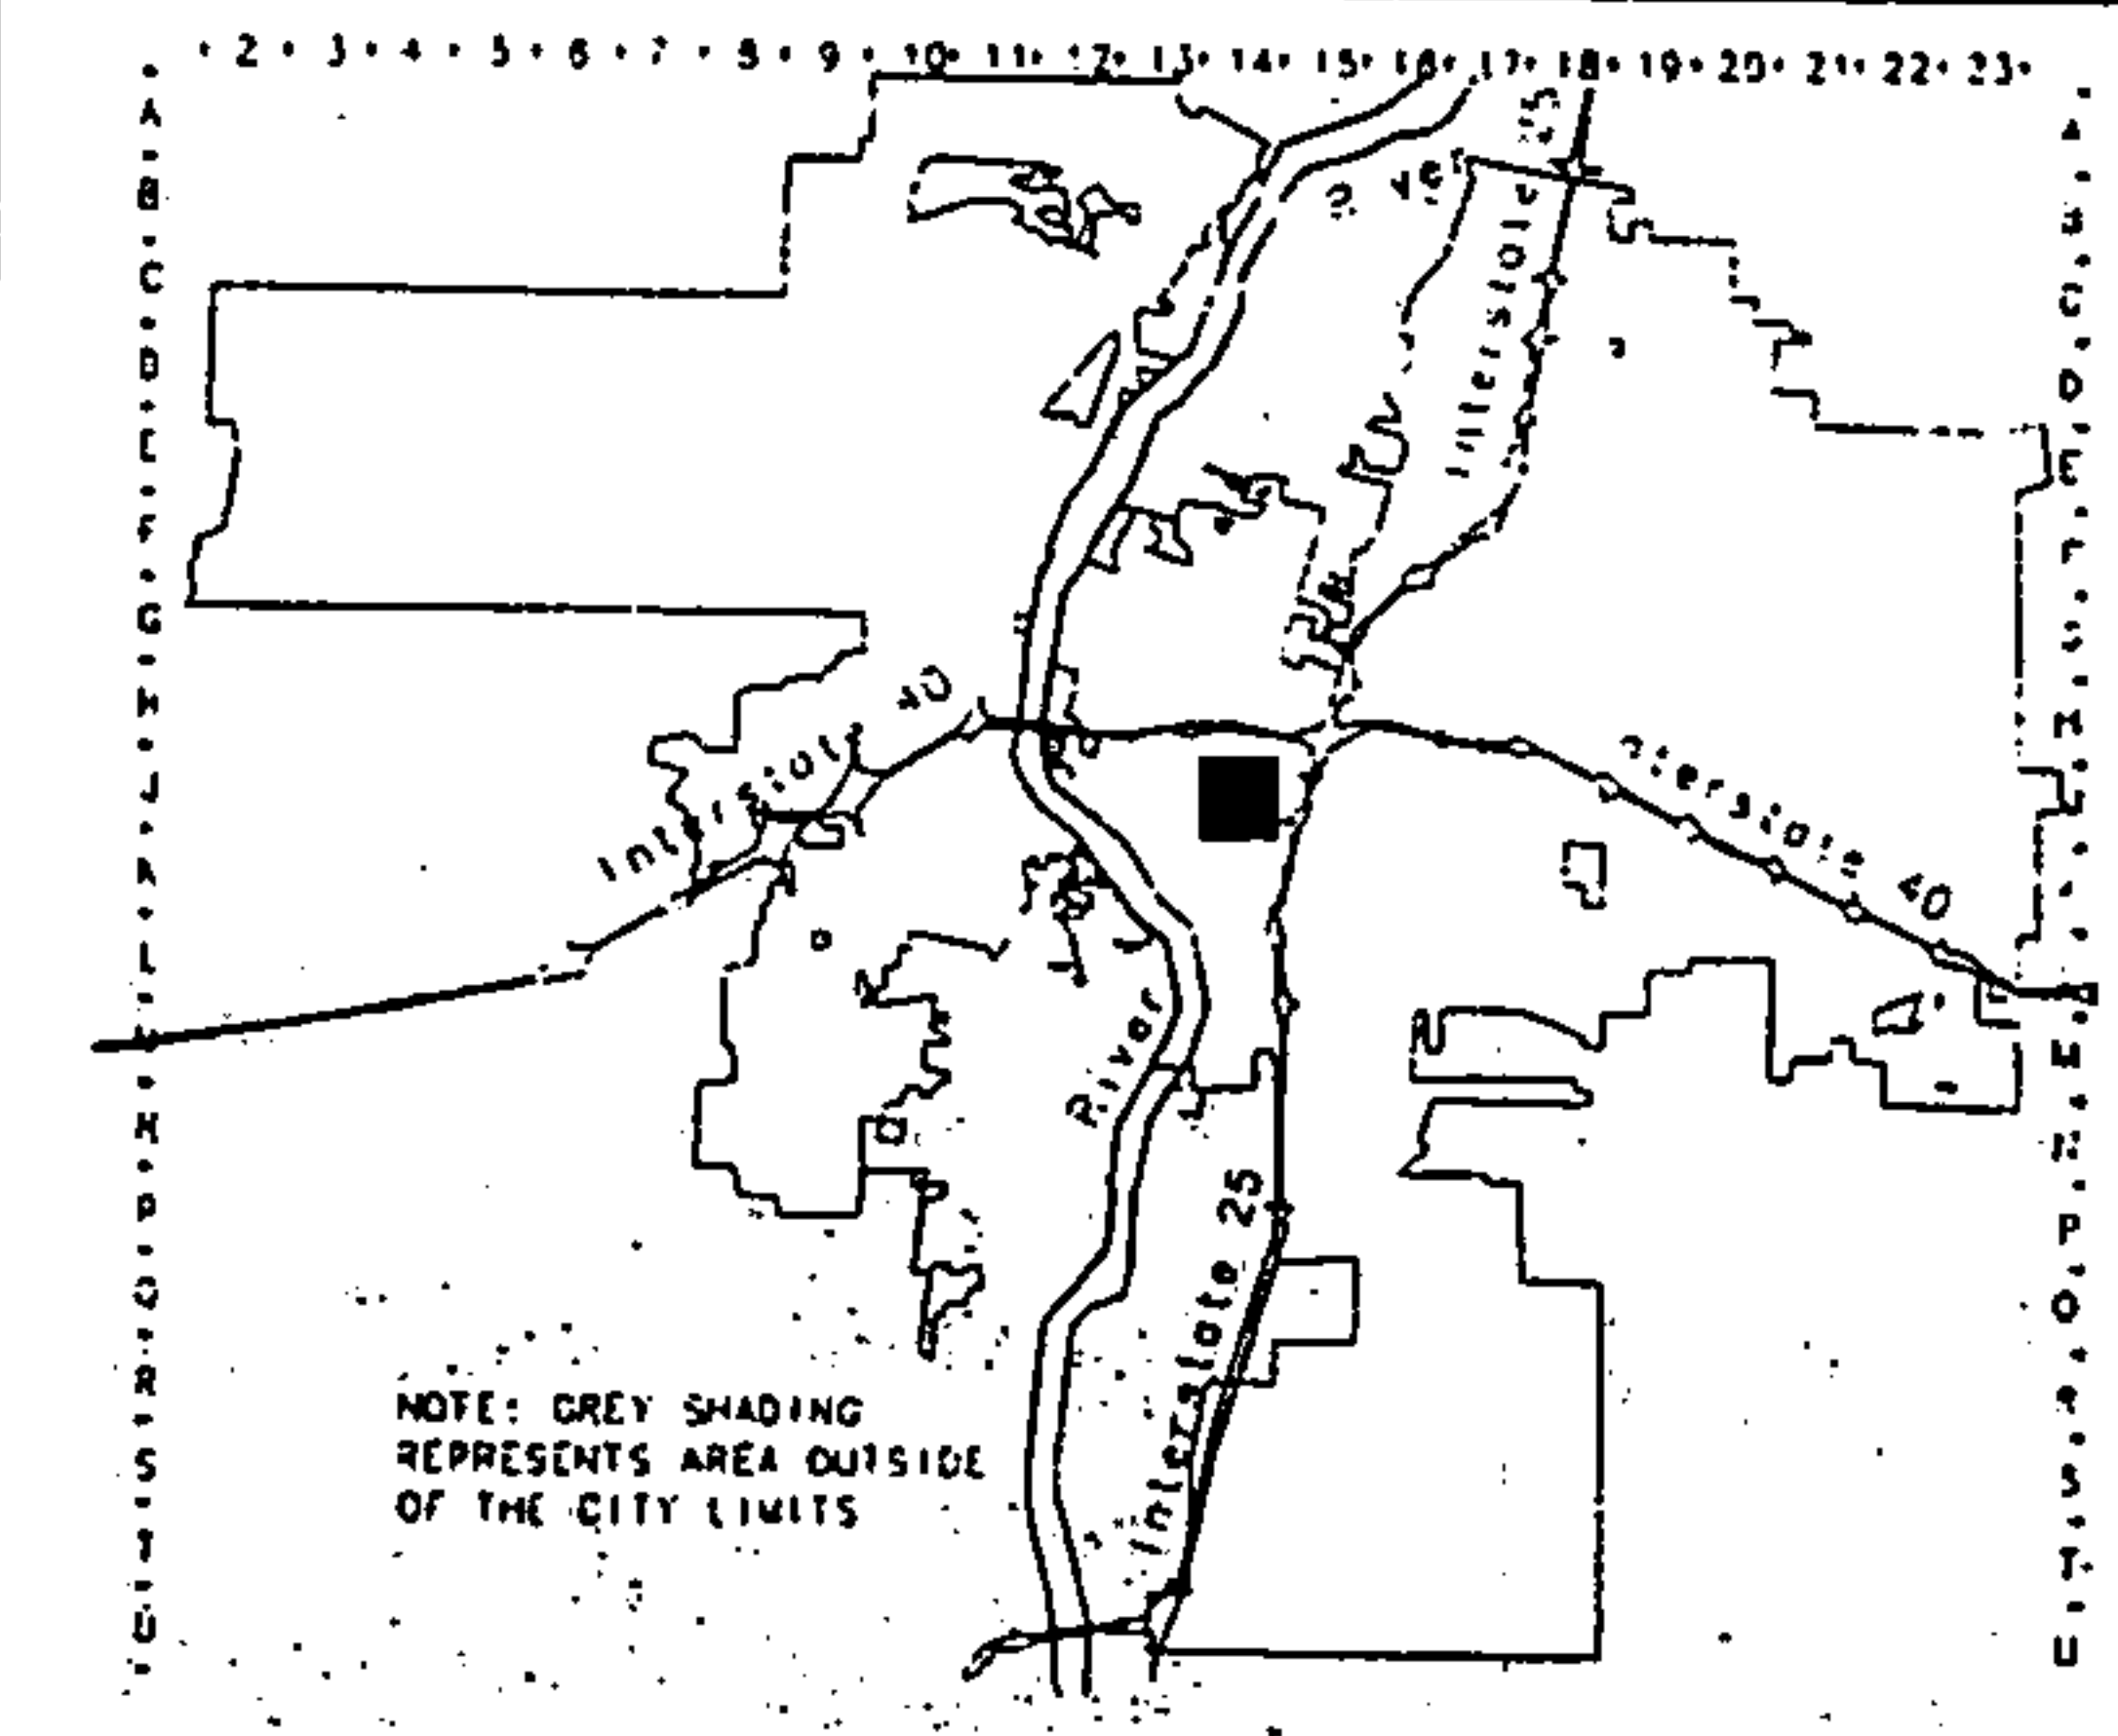 2 3 4 5 6 7 8 9 10 11 12 13 14 15 16 17 18 19 20 21 22 23
A A
B B
C C
D D
E E
F F
G G
H H
J J
K K
L
M M
N N
P P
Q Q
R R
S S
T T
U U
Interstate 25
Interstate 40
Interstate 40
River
Interstate 25
NOTE: GREY SHADING
REPRESENTS AREA OUTSIDE
OF THE CITY LIMITS